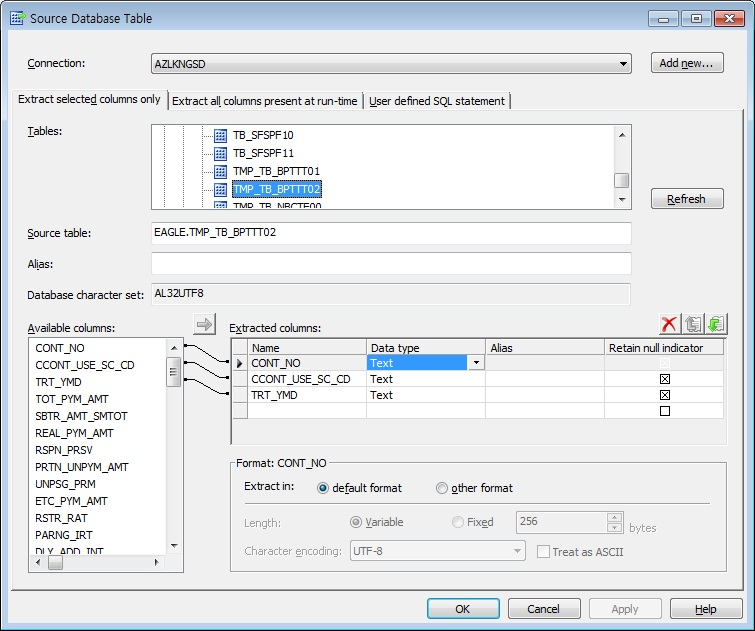 Source Database Table
Connection:
AZLKNGSD
Add new...
Extract selected columns only
Extract all columns present at run-time
User defined SQL statement
Tables:
TB_SFSPF10
TB_SFSPF11
TMP_TB_BPTTT01
TMP_TB_BPTTT02
TMP_TB_NBCTE00
Refresh
Source table:
EAGLE.TMP_TB_BPTTT02
Alias:
Database character set:
AL32UTF8
Available columns:
CONT_NO
CCONT_USE_SC_CD
TRT_YMD
TOT_PYM_AMT
SBTR_AMT_SMTOT
REAL_PYM_AMT
RSPN_PRSV
PRTN_UNPYM_AMT
UNPSG_PRM
ETC_PYM_AMT
RSTR_RAT
PARNG_IRT
DLY_ADD_INT
Extracted columns:
Name Data type Alias Retain null indicator
CONT_NO Text
CCONT_USE_SC_CD Text
TRT_YMD Text
Format: CONT_NO
Extract in: default format other format
Length: Variable Fixed 256 bytes
Character encoding: UTF-8 Treat as ASCII
OK Cancel Apply Help